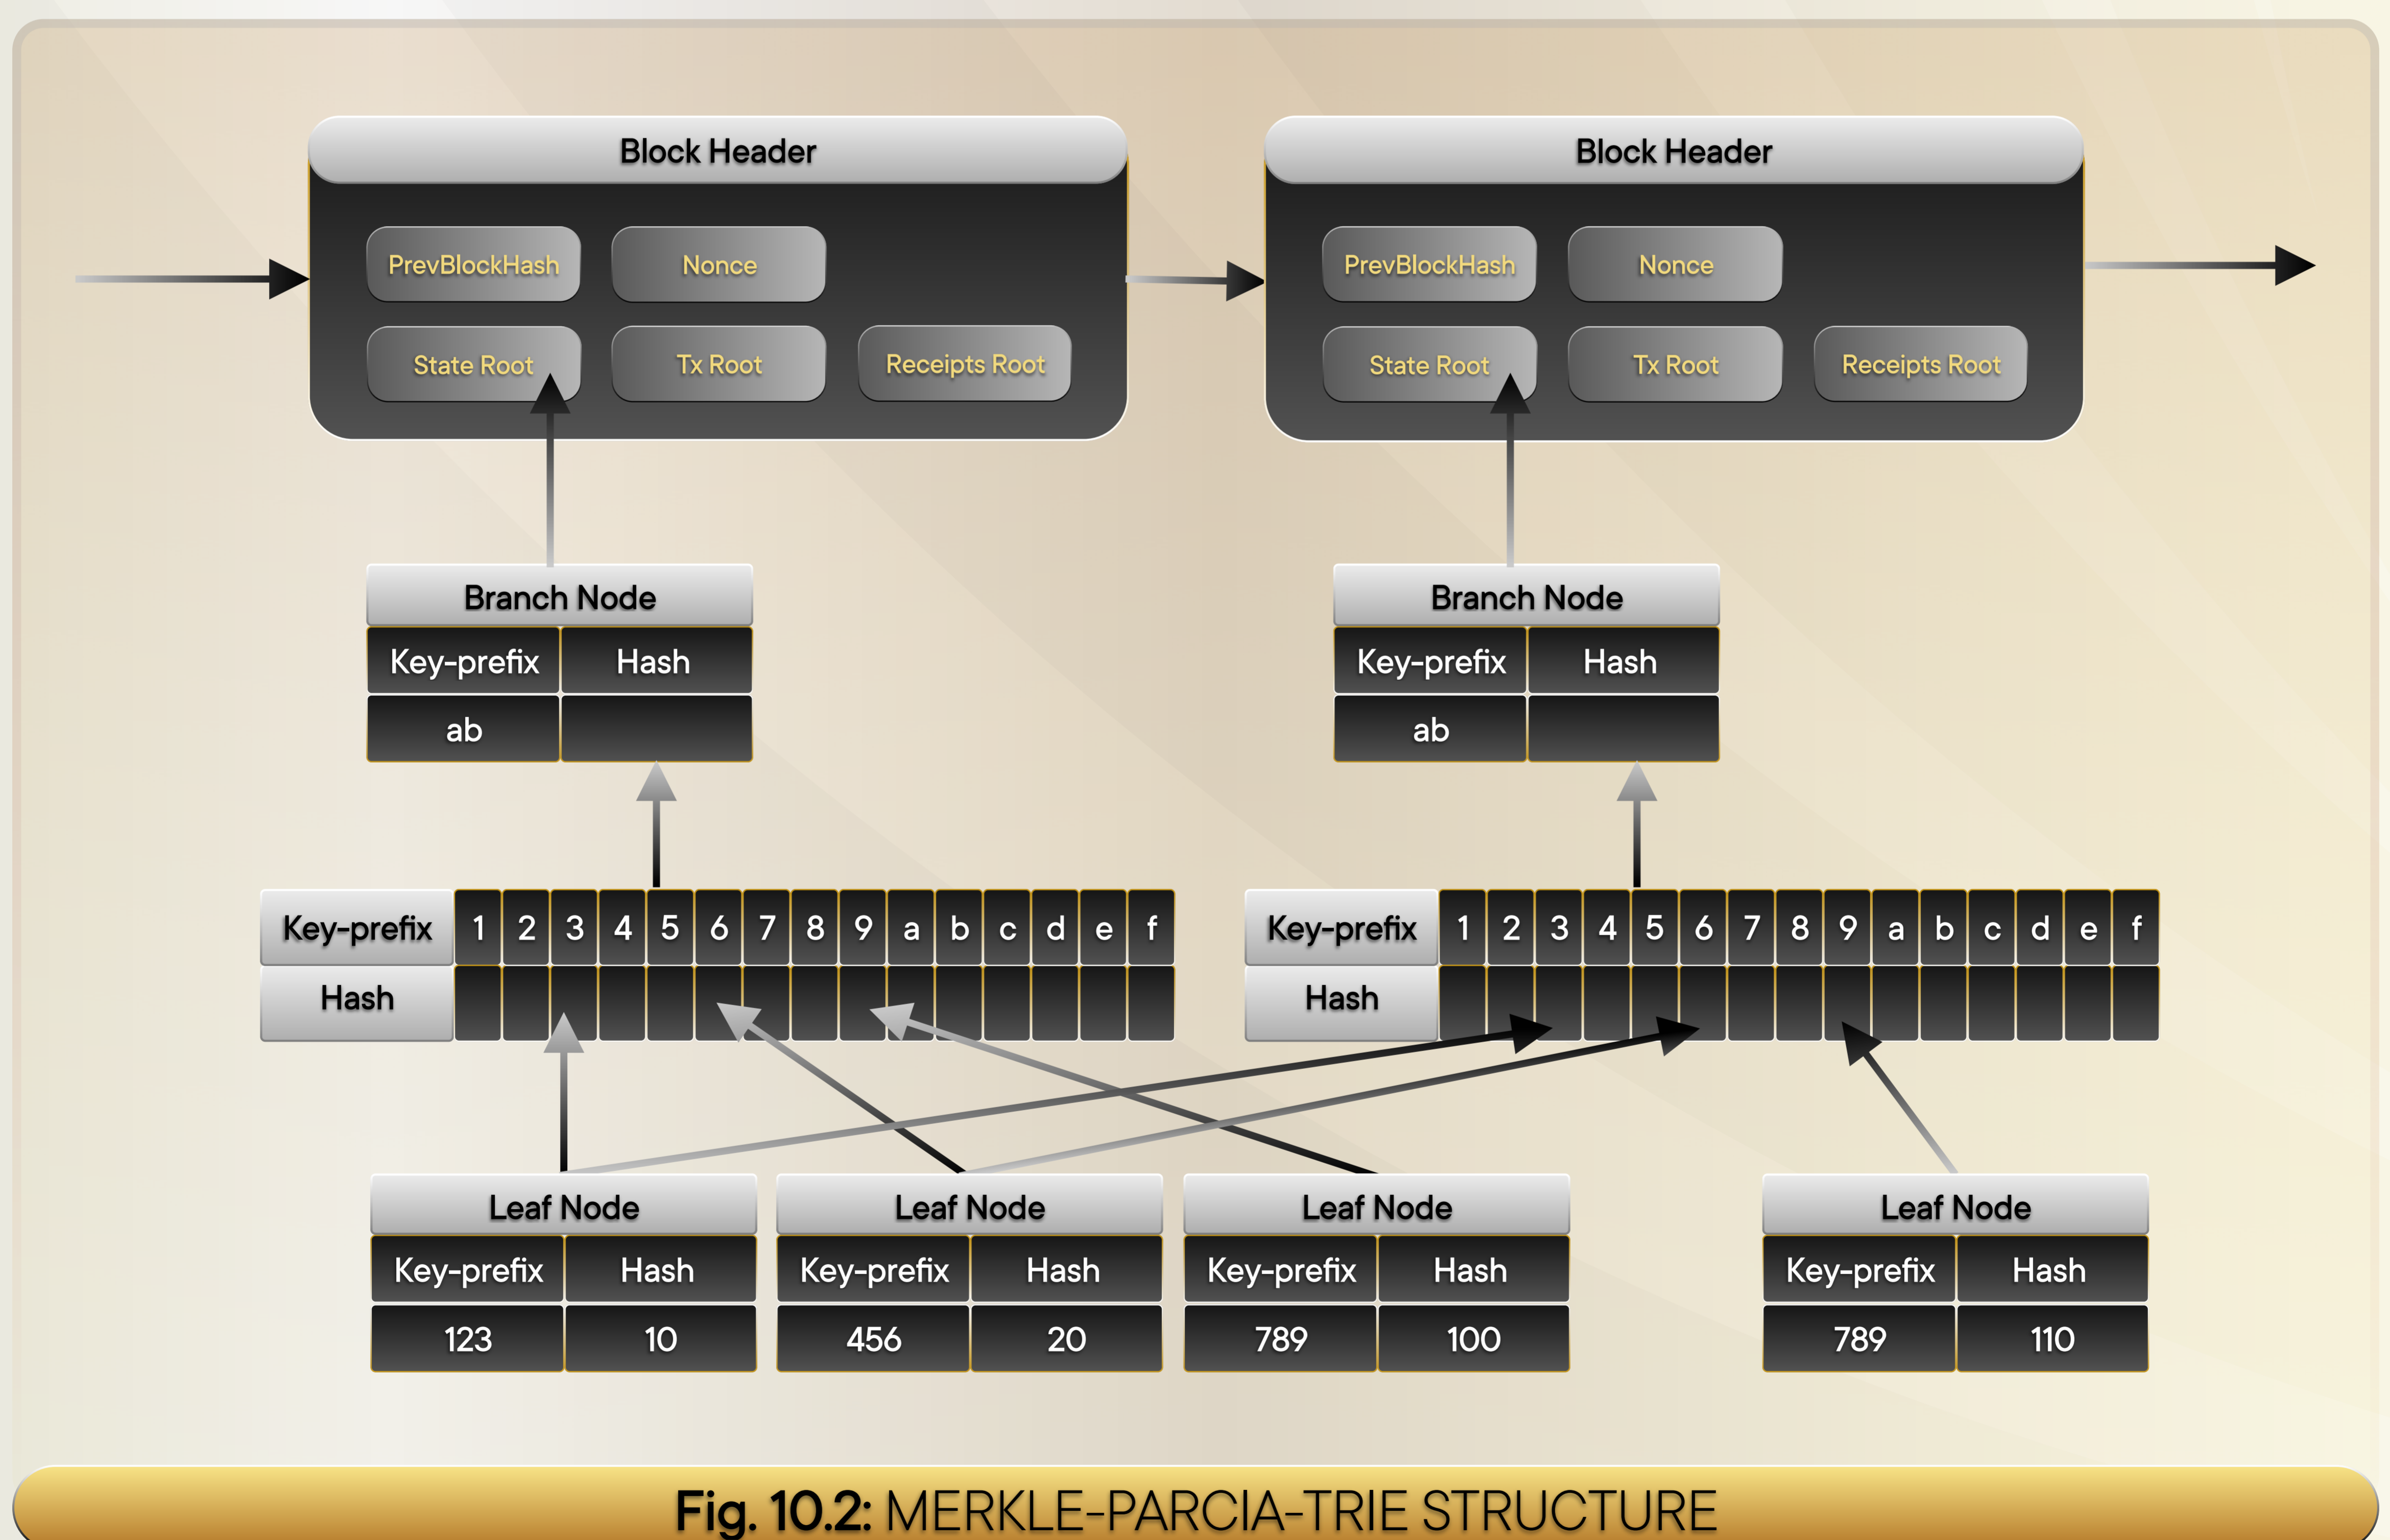 Block Header
PrevBlockHash Nonce
State Root Tx Root Receipts Root
Block Header
PrevBlockHash Nonce
State Root Tx Root Receipts Root
Branch Node
Key-prefix Hash
ab
Branch Node
Key-prefix Hash
ab
Key-prefix 1 2 3 4 5 6 7 8 9 a b c d e f
Hash
Key-prefix 1 2 3 4 5 6 7 8 9 a b c d e f
Hash
Leaf Node
Key-prefix Hash
123 10
Leaf Node
Key-prefix Hash
456 20
Leaf Node
Key-prefix Hash
789 100
Leaf Node
Key-prefix Hash
789 110
Fig. 10.2: MERKLE-PARCIA-TRIE STRUCTURE